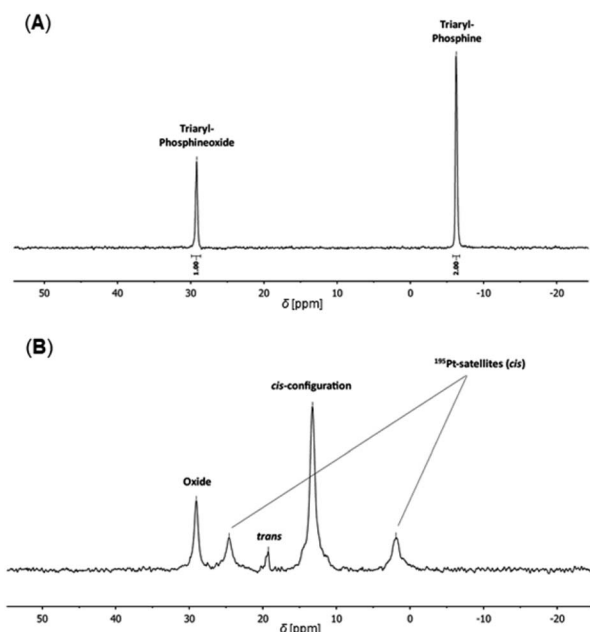 (A)
Triaryl-
Phosphine
Triaryl-
Phosphineoxide
1.00
2.00
50 40 30 20 10 0 -10 -20
δ [ppm]
(B)
¹⁹⁵Pt-satellites (cis)
cis-configuration
Oxide
trans
50 40 30 20 10 0 -10 -20
δ [ppm]